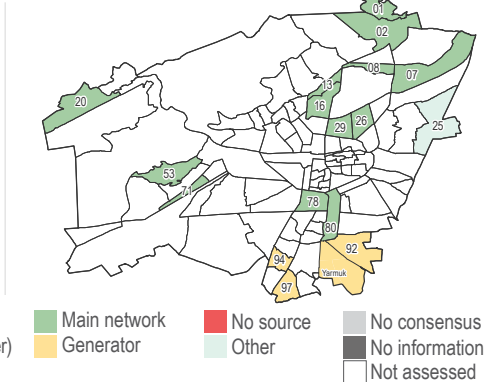 01
02
08
07
13
16
20
29
26
25
53
71
78
80
92
Yarmuk
94
97
Main network
No source
No consensus
er)
Generator
Other
No information
Not assessed